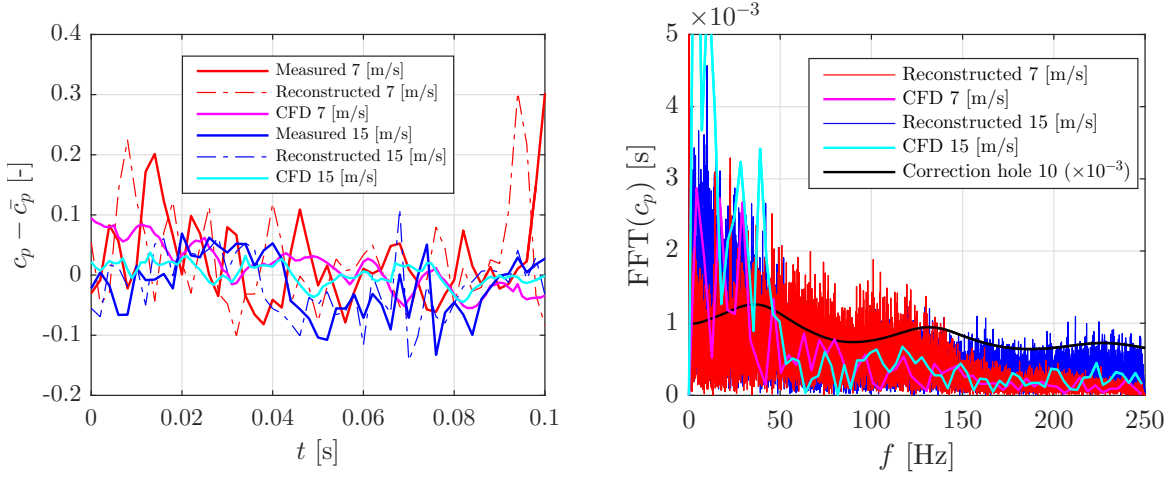 0.4
0.3
0.2
0.1
0
-0.1
-0.2
0
0.02
0.04
0.06
0.08
0.1
c_p − c̄_p [-]
t [s]
Measured 7 [m/s]
Reconstructed 7 [m/s]
CFD 7 [m/s]
Measured 15 [m/s]
Reconstructed 15 [m/s]
CFD 15 [m/s]
×10⁻³
5
4
3
2
1
0
0
50
100
150
200
250
FFT(c_p) [s]
f [Hz]
Reconstructed 7 [m/s]
CFD 7 [m/s]
Reconstructed 15 [m/s]
CFD 15 [m/s]
Correction hole 10 (×10⁻³)